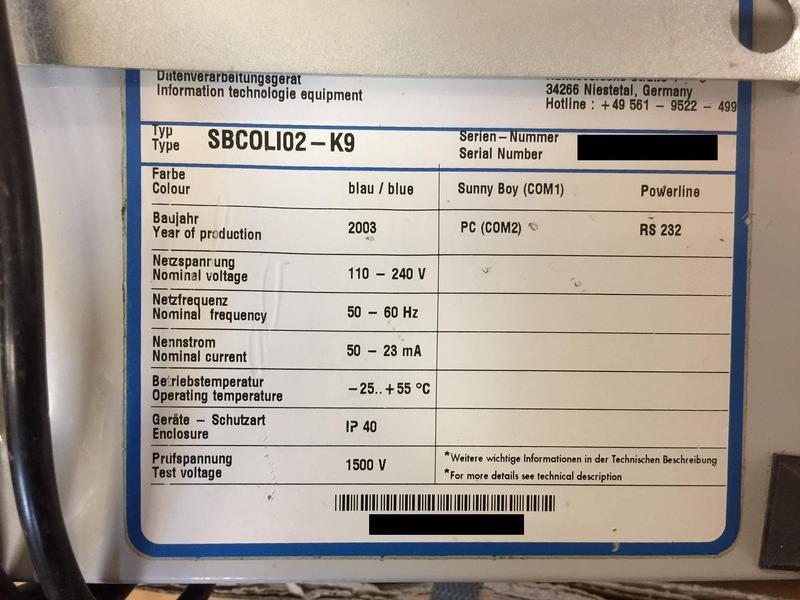 Datenverarbeitungsgerät
Information technologie equipment
34266 Niestetal, Germany
Hotline : +49 561 – 9522 – 499
Typ
Type
SBCOLI02–K9
Serien–Nummer
Serial Number
Farbe
Colour
blau / blue
Sunny Boy (COM1)
Powerline
Baujahr
Year of production
2003
PC (COM2)
RS 232
Netzspannung
Nominal voltage
110 – 240 V
Netzfrequenz
Nominal frequency
50 – 60 Hz
Nennstrom
Nominal current
50 – 23 mA
Betriebstemperatur
Operating temperature
–25..+55 °C
Geräte – Schutzart
Enclosure
IP 40
Prüfspannung
Test voltage
1500 V
*Weitere wichtige Informationen in der Technischen Beschreibung
*For more details see technical description